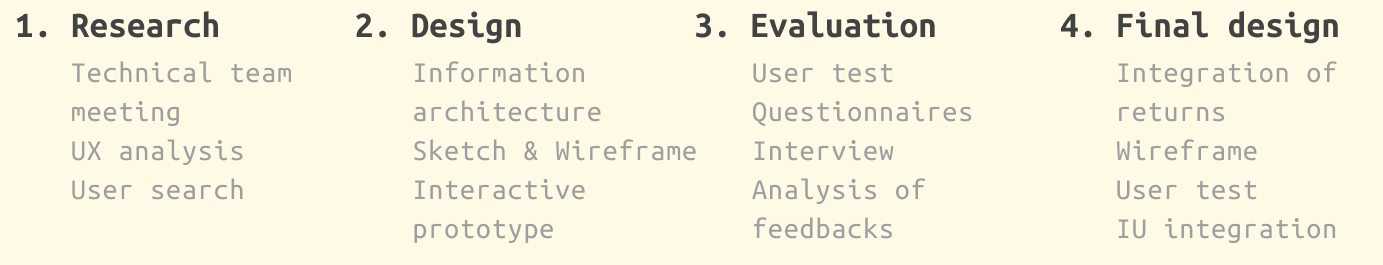 1. Research
Technical team
meeting
UX analysis
User search
2. Design
Information
architecture
Sketch & Wireframe
Interactive
prototype
3. Evaluation
User test
Questionnaires
Interview
Analysis of
feedbacks
4. Final design
Integration of
returns
Wireframe
User test
IU integration